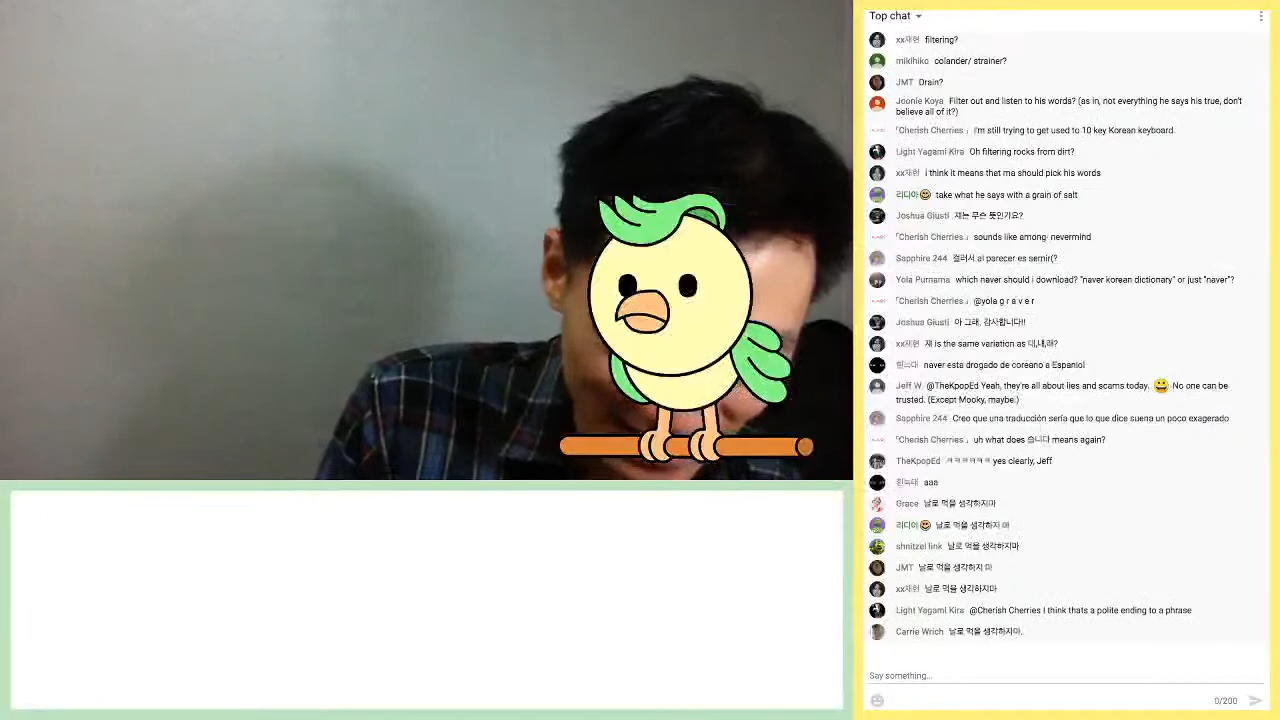 Top chat
xx재현 filtering?
mikihiko colander/ strainer?
JMT Drain?
Joonie Koya Filter out and listen to his words? (as in, not everything he says his true, don't
believe all of it?)
「Cherish Cherries 」 I'm still trying to get used to 10 key Korean keyboard.
Light Yagami Kira Oh filtering rocks from dirt?
xx재현 i think it means that ma should pick his words
리디아 take what he says with a grain of salt
Joshua Giusti 쟤는 무슨 뜻인가요?
「Cherish Cherries 」 sounds like among- nevermind
Sapphire 244 걸러서 al parecer es sernir(?
Yola Purnama which naver should i download? "naver korean dictionary" or just "naver"?
「Cherish Cherries 」 @yola g r a v e r
Joshua Giusti 아 그래, 감사합니다!!
xx재현 쟤 is the same variation as 대,내,래?
naver esta drogado de coreano a Espaniol
Jeff W @TheKpopEd Yeah, they're all about lies and scams today. 😀 No one can be
trusted. (Except Mooky, maybe.)
Sapphire 244 Creo que una traducción sería que lo que dice suena un poco exagerado
「Cherish Cherries 」 uh what does 습니다 means again?
TheKpopEd ㅋㅋㅋㅋㅋㅋ yes clearly, Jeff
aaa
Grace 날로 먹을 생각하지마
리디아 날로 먹을 생각하지 마
shnitzel link 날로 먹을 생각하지마
JMT 날로 먹을 생각하지 마
xx재현 날로 먹을 생각하지마
Light Yagami Kira @Cherish Cherries I think thats a polite ending to a phrase
Carrie Wrich 날로 먹을 생각하지마.
Say something...
0/200